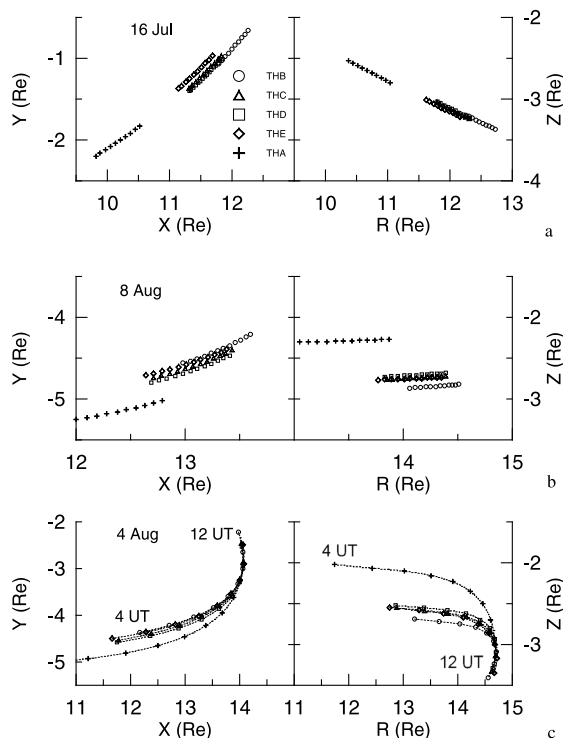 16 Jul
-1
-2
Y (Re)
10 11 12
X (Re)
THB
THC
THD
THE
THA
-2
-3
-4
Z (Re)
10 11 12 13
R (Re)
a
8 Aug
-4
-5
Y (Re)
12 13
X (Re)
-2
-3
Z (Re)
14 15
R (Re)
b
4 Aug
12 UT
4 UT
-2
-3
-4
-5
Y (Re)
11 12 13 14
X (Re)
4 UT
12 UT
-2
-3
Z (Re)
11 12 13 14 15
R (Re)
c